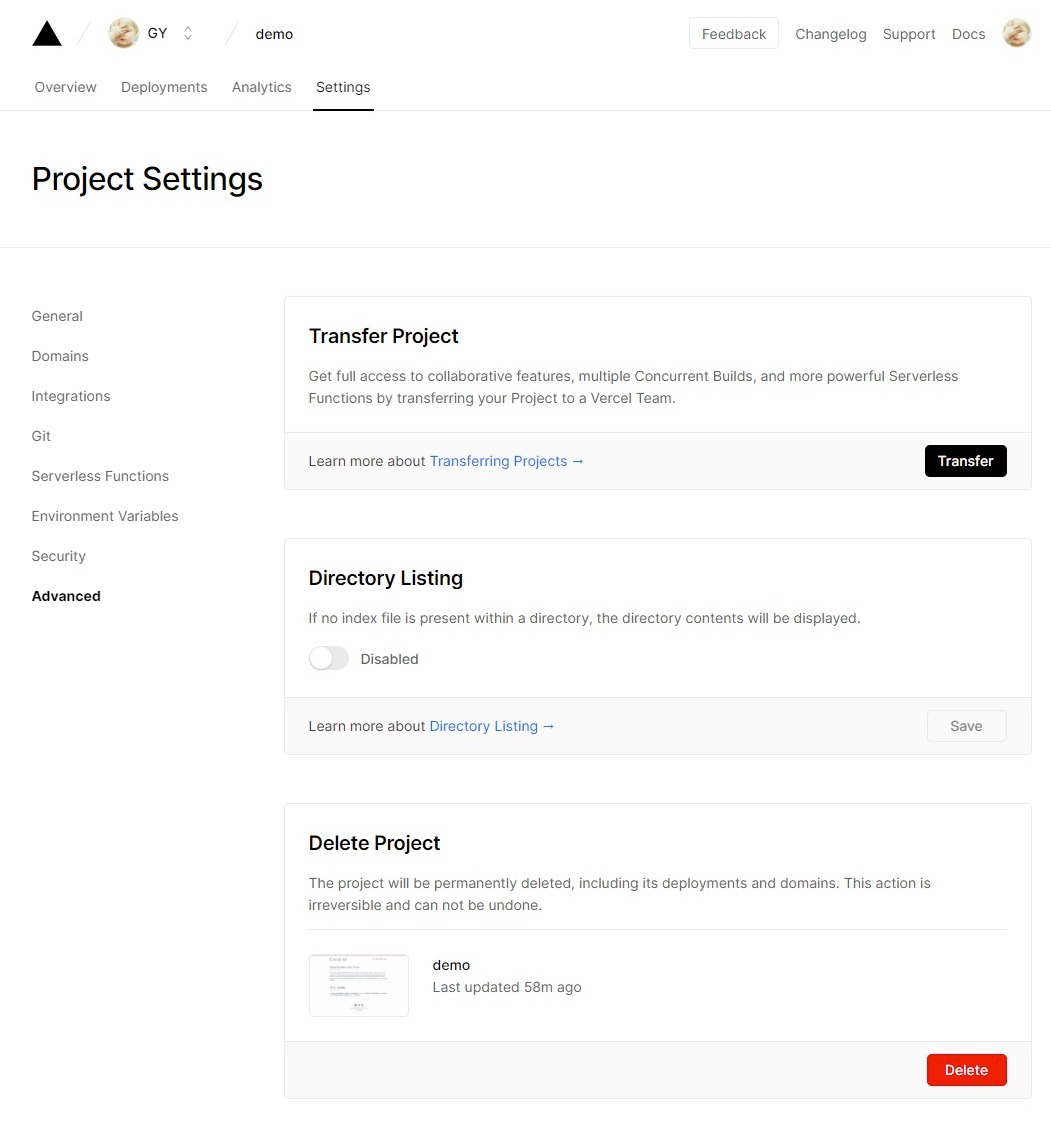 GY
demo
Feedback
Changelog
Support
Docs
Overview
Deployments
Analytics
Settings
Project Settings
General
Domains
Integrations
Git
Serverless Functions
Environment Variables
Security
Advanced
Transfer Project
Get full access to collaborative features, multiple Concurrent Builds, and more powerful Serverless
Functions by transferring your Project to a Vercel Team.
Learn more about Transferring Projects →
Transfer
Directory Listing
If no index file is present within a directory, the directory contents will be displayed.
Disabled
Learn more about Directory Listing →
Save
Delete Project
The project will be permanently deleted, including its deployments and domains. This action is
irreversible and can not be undone.
demo
Last updated 58m ago
Delete